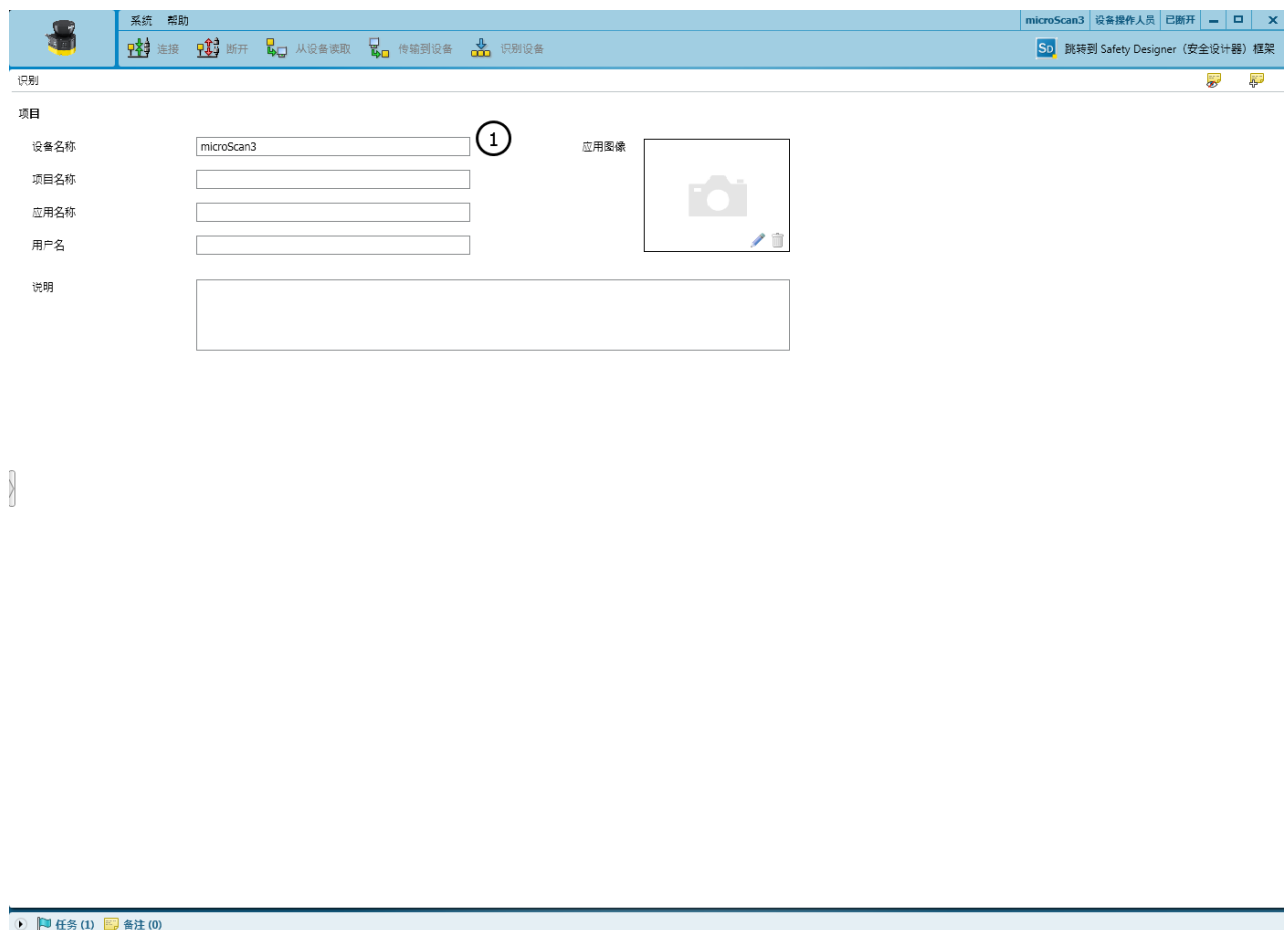 系统 帮助 microScan3 设备操作人员 已断开
连接 断开 从设备读取 传输到设备 识别设备 SD 跳转到 Safety Designer（安全设计器）框架
识别
项目
设备名称 microScan3 1 应用图像
项目名称
应用名称
用户名
说明
任务 (1) 备注 (0)